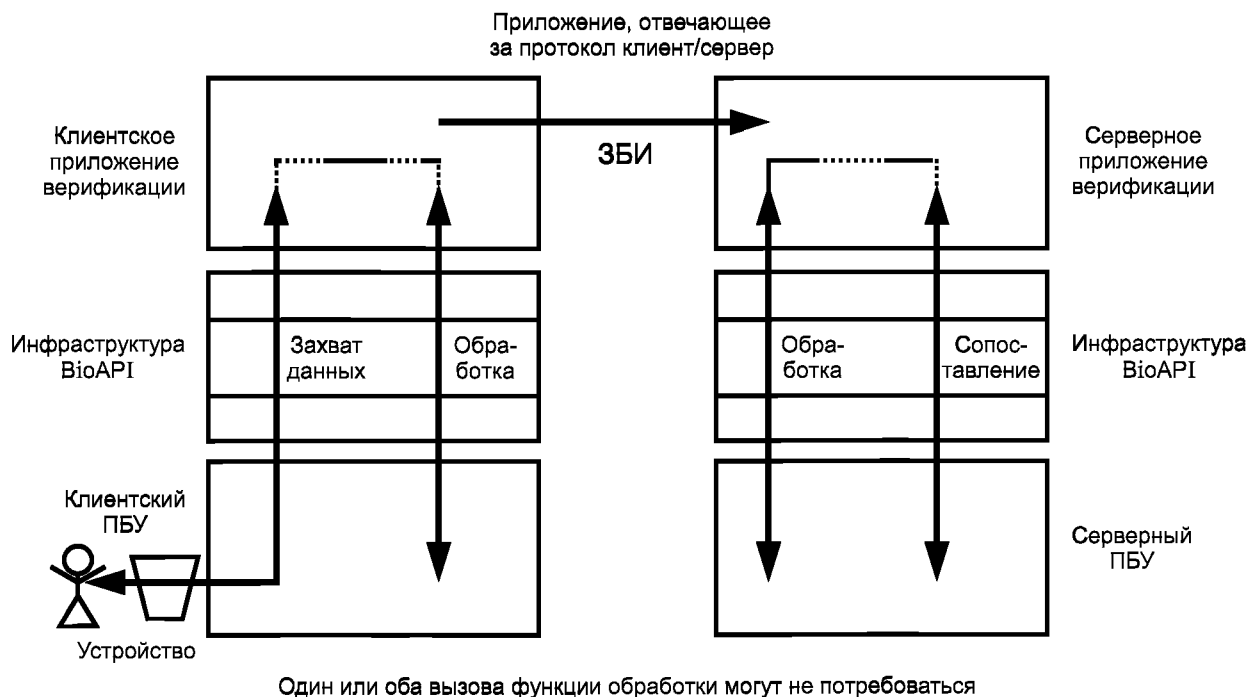 Приложение, отвечающее
за протокол клиент/сервер
Клиентское
приложение
верификации
ЗБИ
Серверное
приложение
верификации
Инфраструктура
BioAPI
Захват
данных
Обра-
ботка
Обра-
ботка
Сопос-
тавление
Инфраструктура
BioAPI
Клиентский
ПБУ
Устройство
Серверный
ПБУ
Один или оба вызова функции обработки могут не потребоваться